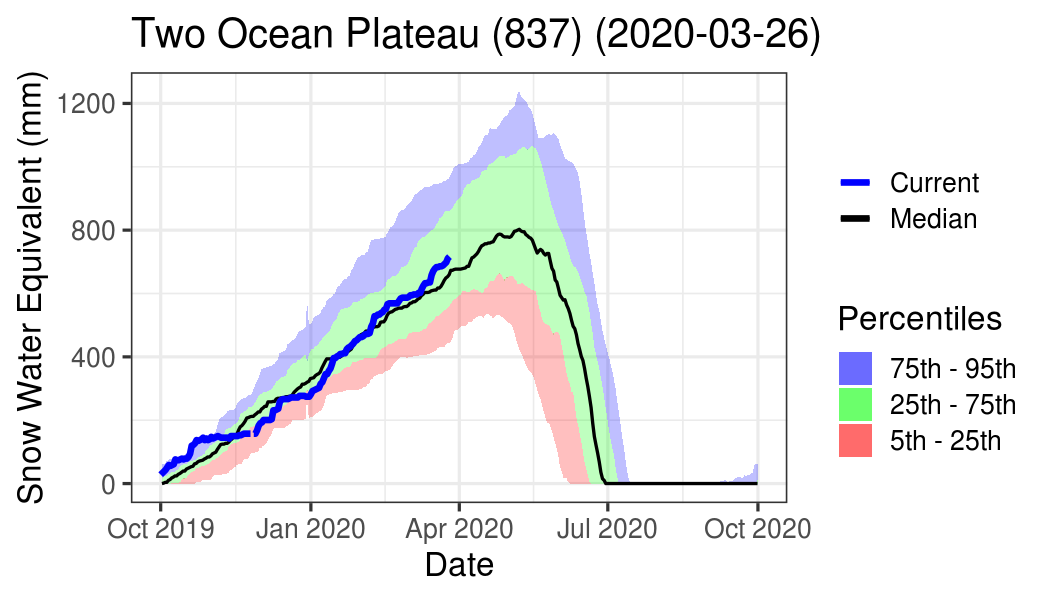 Two Ocean Plateau (837) (2020-03-26)
Snow Water Equivalent (mm)
1200
800
400
0
Oct 2019 Jan 2020 Apr 2020 Jul 2020 Oct 2020
Date
Current
Median
Percentiles
75th - 95th
25th - 75th
5th - 25th